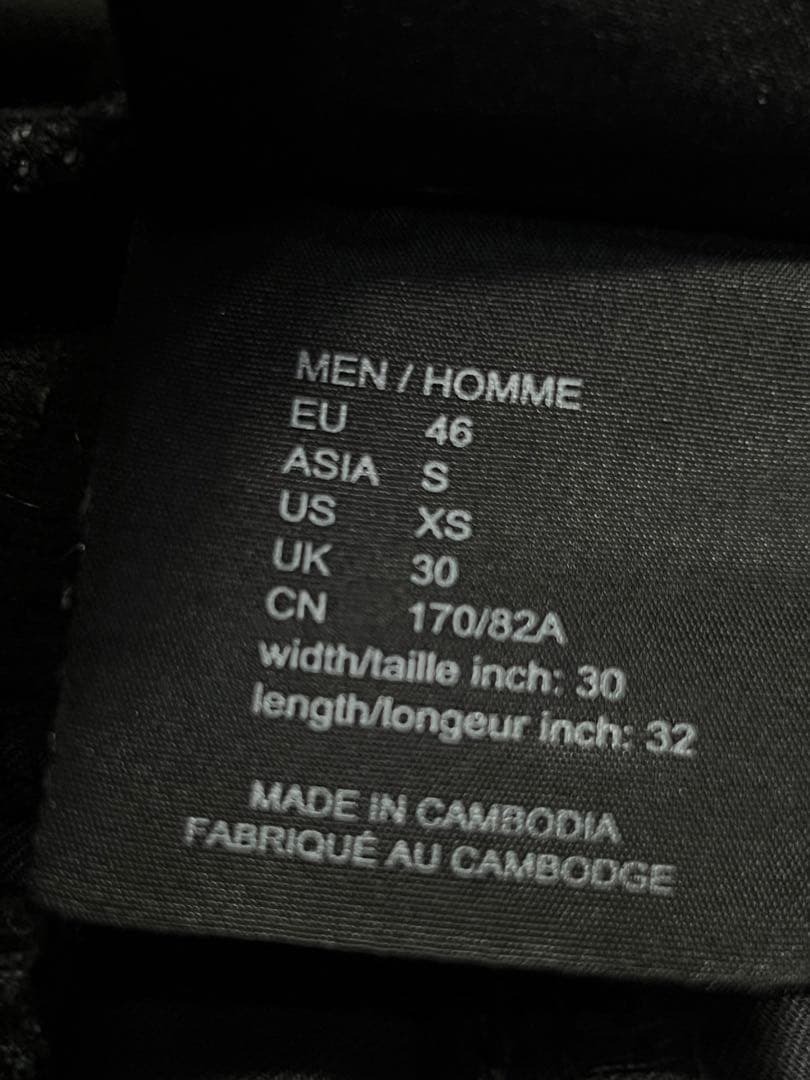 MEN / HOMME
EU 46
ASIA S
US XS
UK 30
CN 170/82A
width/taille inch: 30
length/longeur inch: 32
MADE IN CAMBODIA
FABRIQUÉ AU CAMBODGE